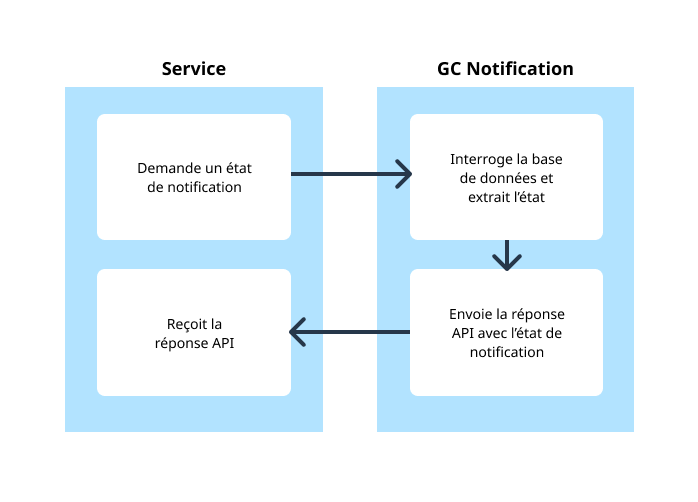 Service
GC Notification
Demande un état
de notification
Interroge la base
de données et
extrait l’état
Reçoit la
réponse API
Envoie la réponse
API avec l’état de
notification